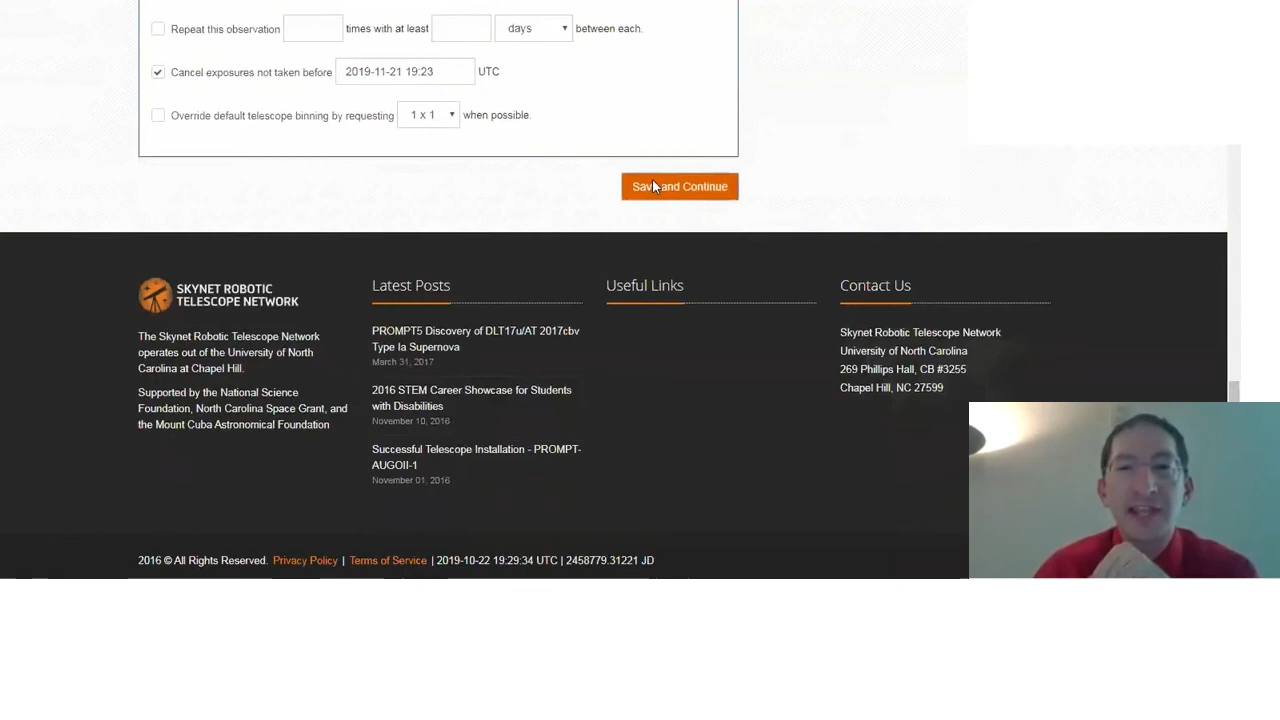 Repeat this observation times with at least days between each.
Cancel exposures not taken before 2019-11-21 19:23 UTC
Override default telescope binning by requesting 1 x 1 when possible.
Save and Continue
SKYNET ROBOTIC
TELESCOPE NETWORK
The Skynet Robotic Telescope Network
operates out of the University of North
Carolina at Chapel Hill.
Supported by the National Science
Foundation, North Carolina Space Grant, and
the Mount Cuba Astronomical Foundation
Latest Posts
PROMPT5 Discovery of DLT17u/AT 2017cbv
Type Ia Supernova
March 31, 2017
2016 STEM Career Showcase for Students
with Disabilities
November 10, 2016
Successful Telescope Installation - PROMPT-
AUGOII-1
November 01, 2016
Useful Links
Contact Us
Skynet Robotic Telescope Network
University of North Carolina
269 Phillips Hall, CB #3255
Chapel Hill, NC 27599
2016 © All Rights Reserved. Privacy Policy | Terms of Service | 2019-10-22 19:29:34 UTC | 2458779.31221 JD